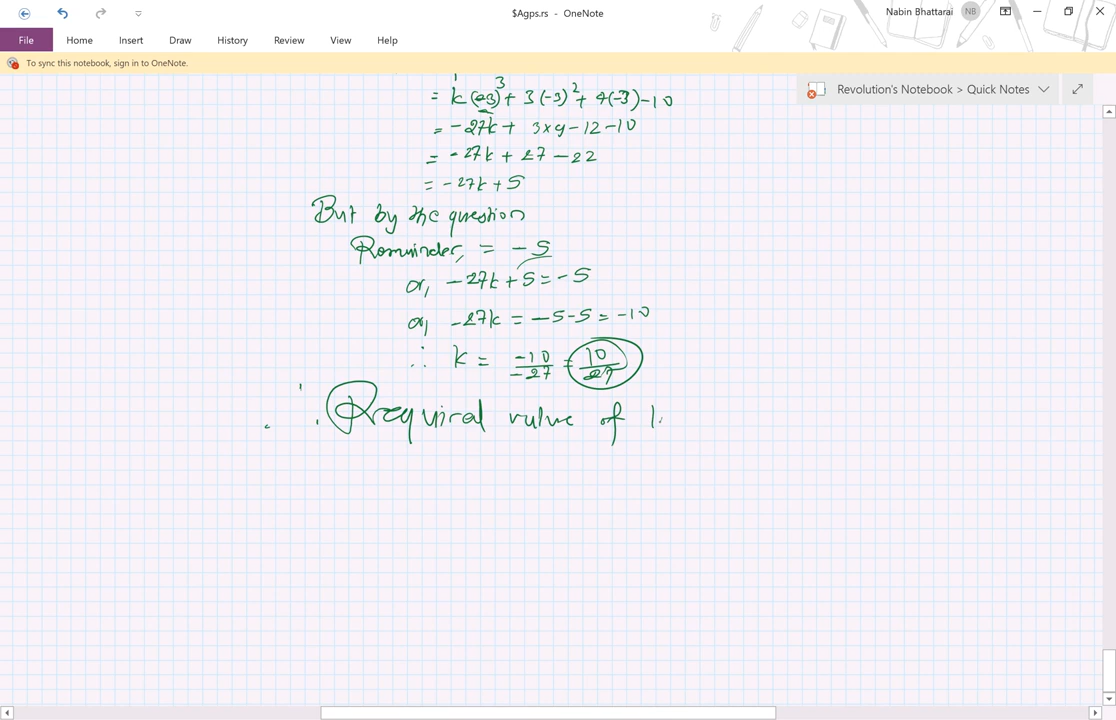 $Agps.rs - OneNote
Nabin Bhattarai NB
File Home Insert Draw History Review View Help
To sync this notebook, sign in to OneNote.
Revolution's Notebook > Quick Notes
= k(-3)³ + 3(-3)² + 4(-3) - 10
= -27k + 3×9 - 12 - 10
= -27k + 27 - 22
= -27k + 5
But by the question
Remainder, = -5
or, -27k + 5 = -5
or, -27k = -5-5 = -10
∴ k = -10/-27 = 10/27
∴ Required value of